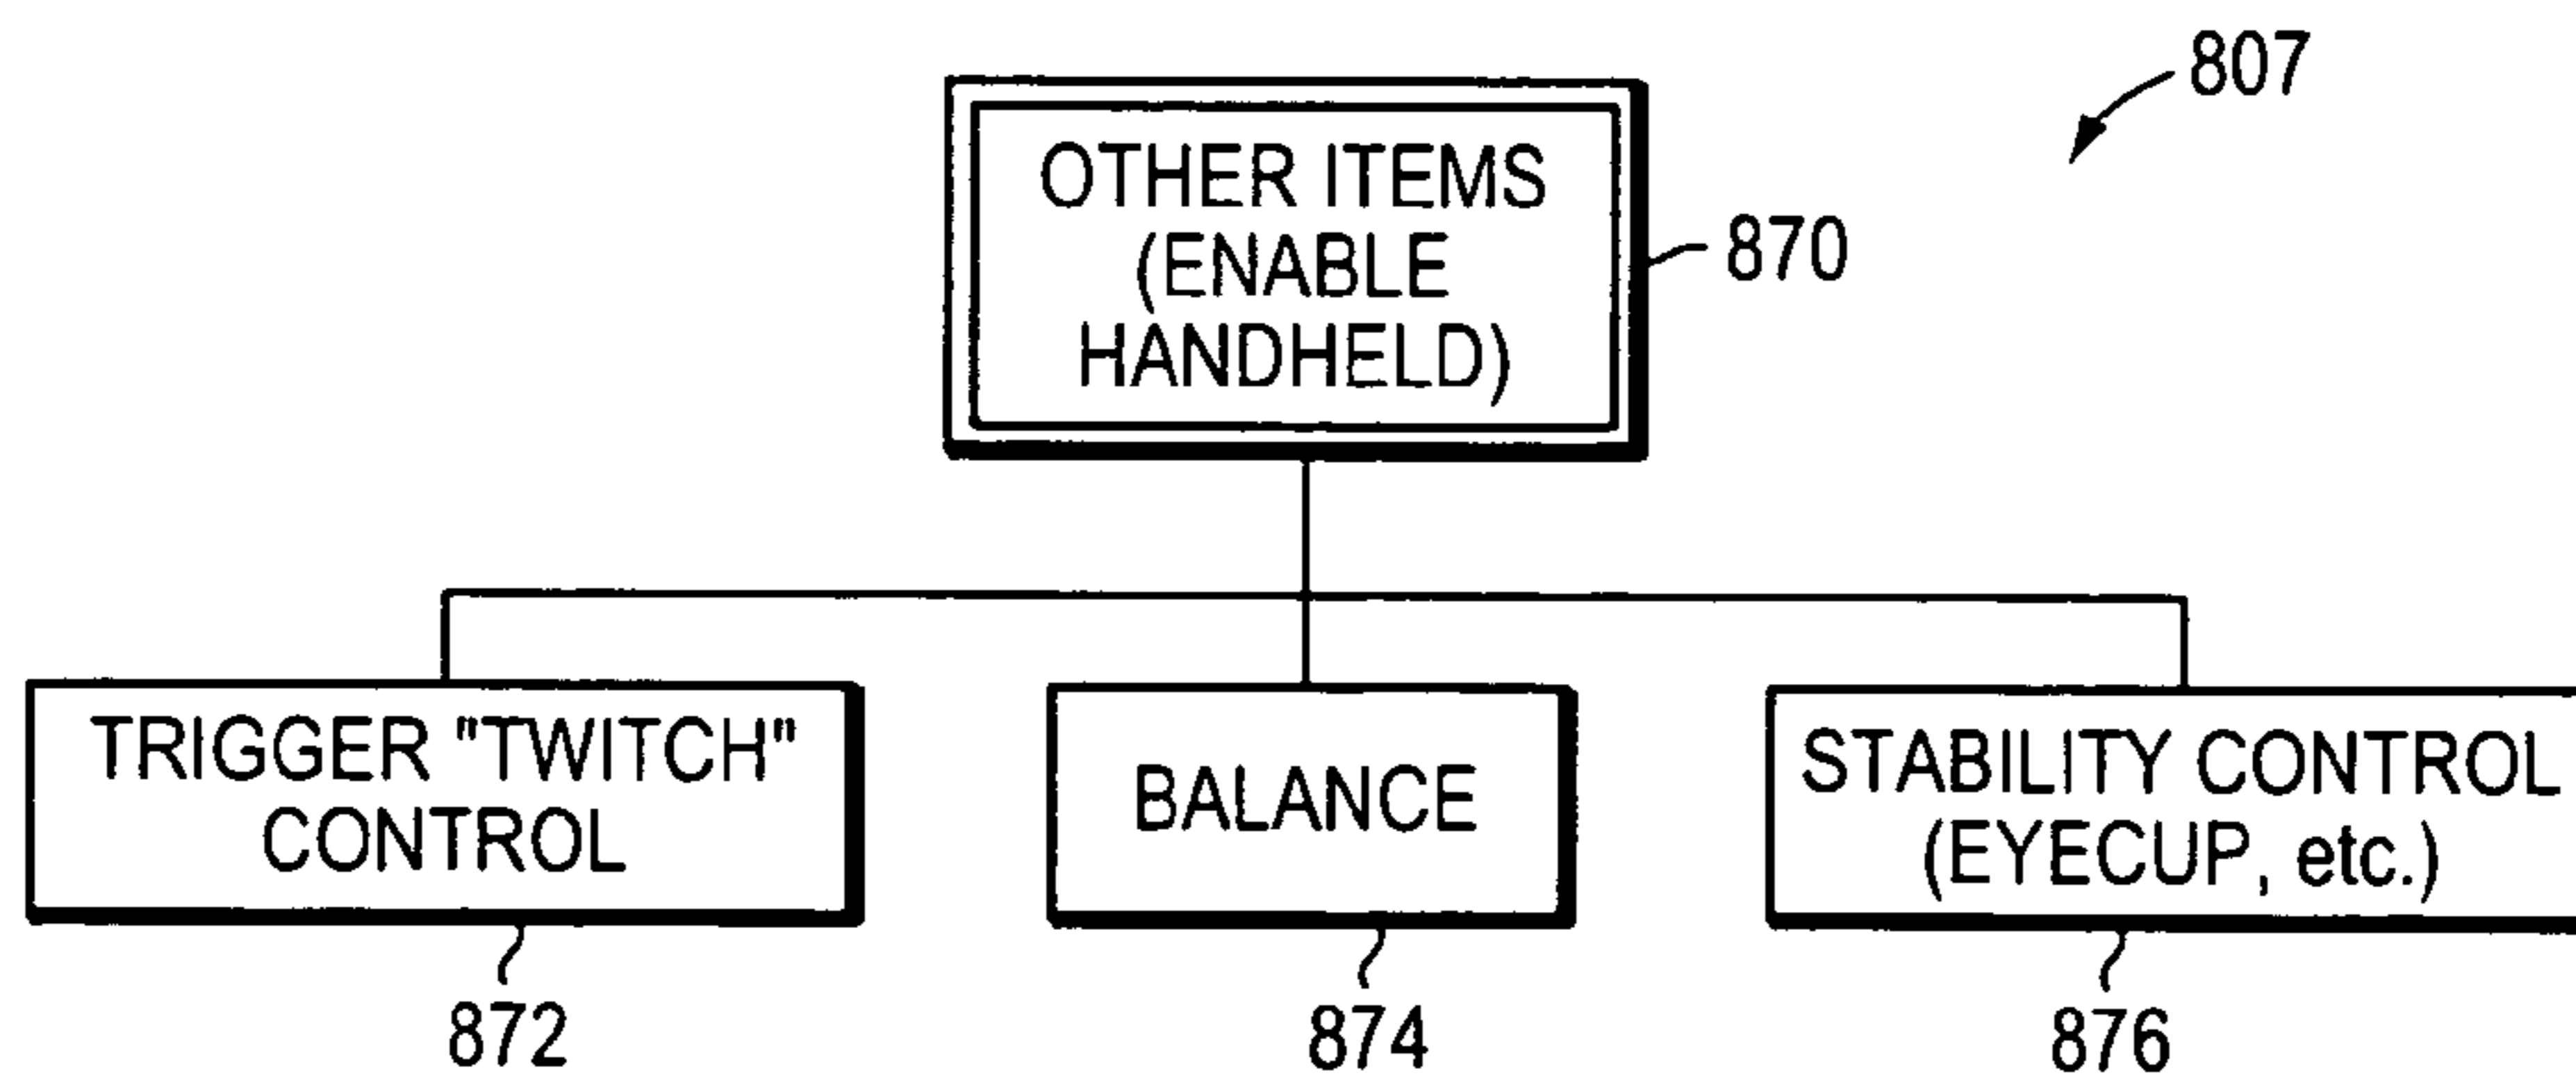 807
OTHER ITEMS
(ENABLE
HANDHELD)
870
TRIGGER "TWITCH"
CONTROL
BALANCE
STABILITY CONTROL
(EYECUP, etc.)
872
874
876